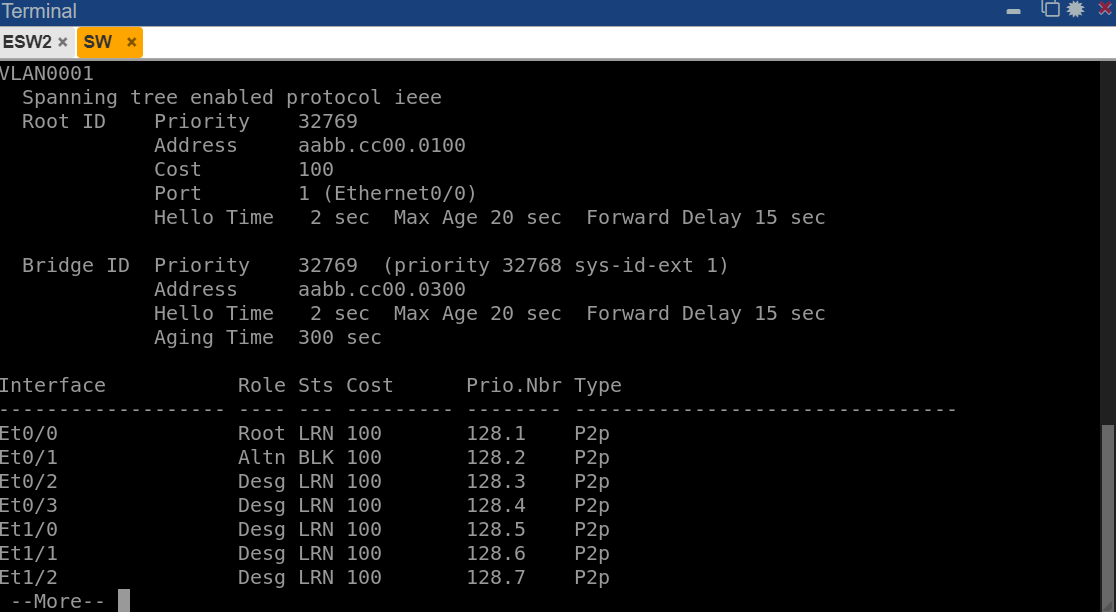 Terminal
ESW2 × SW ×
VLAN0001
  Spanning tree enabled protocol ieee
  Root ID    Priority    32769
             Address     aabb.cc00.0100
             Cost        100
             Port        1 (Ethernet0/0)
             Hello Time   2 sec  Max Age 20 sec  Forward Delay 15 sec

  Bridge ID  Priority    32769  (priority 32768 sys-id-ext 1)
             Address     aabb.cc00.0300
             Hello Time   2 sec  Max Age 20 sec  Forward Delay 15 sec
             Aging Time  300 sec

Interface           Role Sts Cost      Prio.Nbr Type
------------------- ---- --- --------- -------- --------------------------------
Et0/0               Root LRN 100       128.1    P2p
Et0/1               Altn BLK 100       128.2    P2p
Et0/2               Desg LRN 100       128.3    P2p
Et0/3               Desg LRN 100       128.4    P2p
Et1/0               Desg LRN 100       128.5    P2p
Et1/1               Desg LRN 100       128.6    P2p
Et1/2               Desg LRN 100       128.7    P2p
 --More--